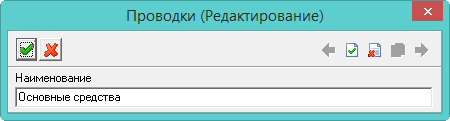 Проводки (Редактирование)
Наименование
Основные средства